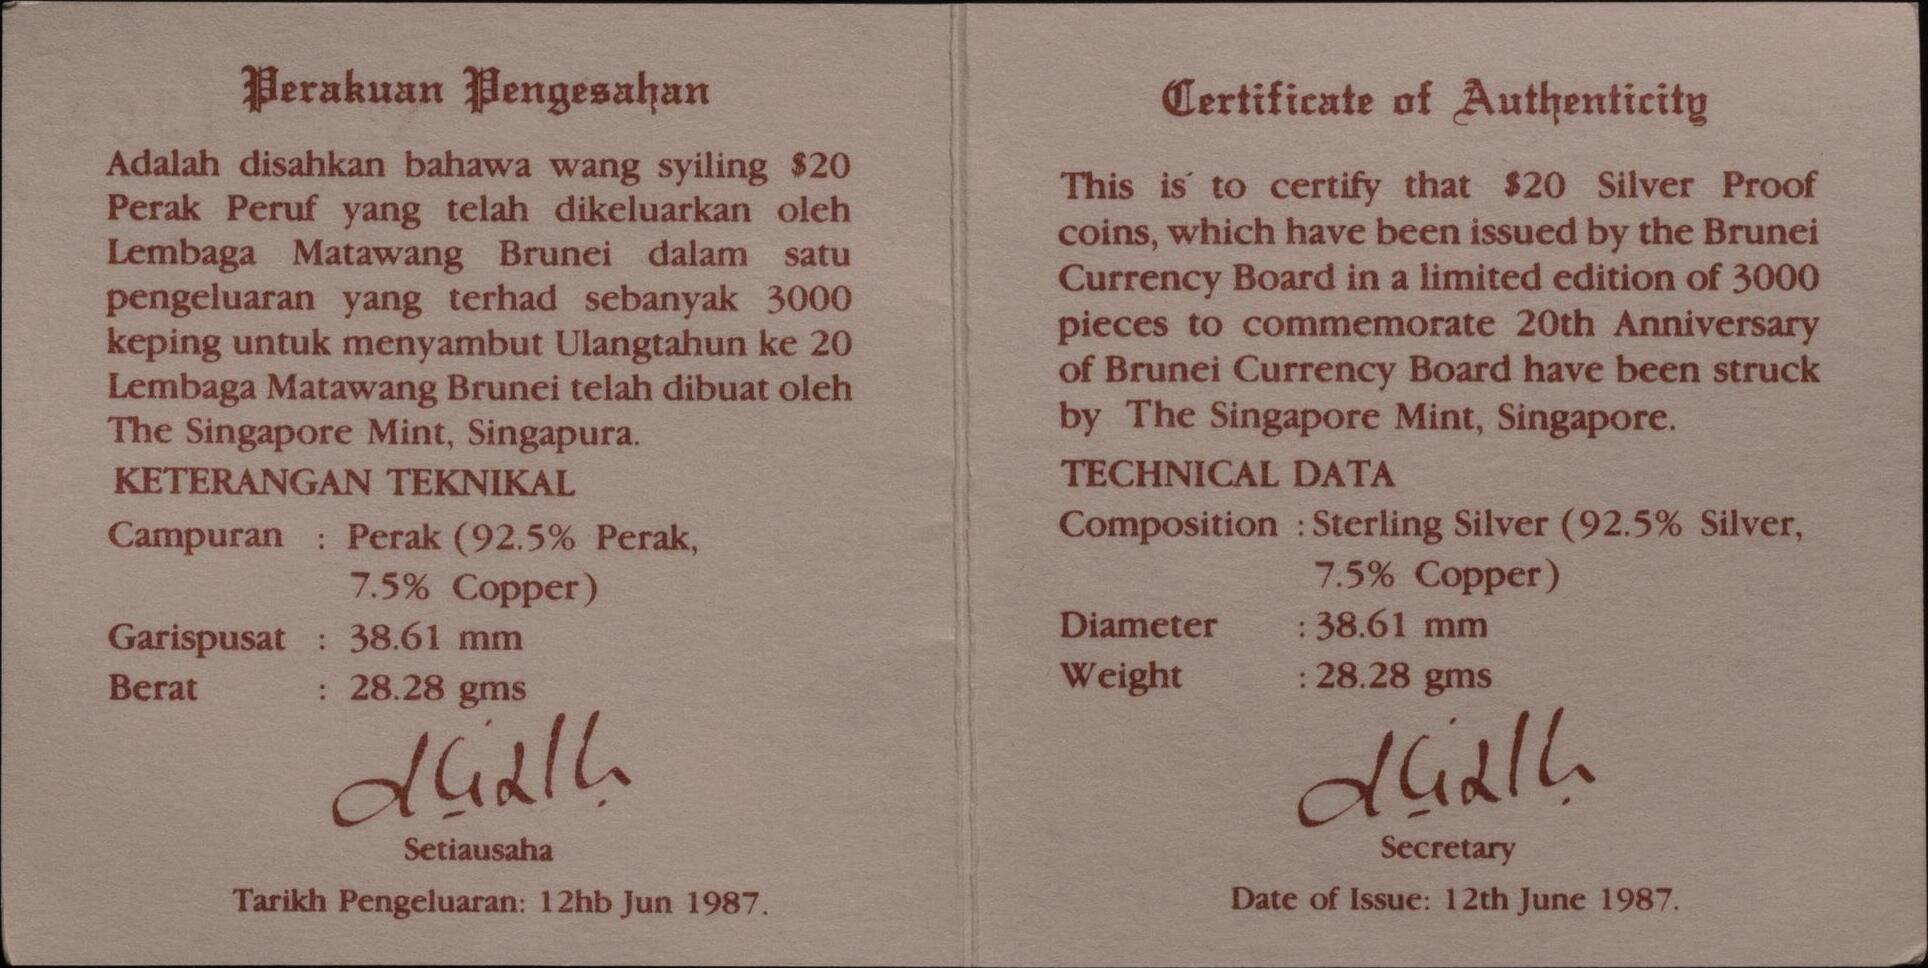 Perakuan Pengesahan
Adalah disahkan bahawa wang syiling $20
Perak Peruf yang telah dikeluarkan oleh
Lembaga Matawang Brunei dalam satu
pengeluaran yang terhad sebanyak 3000
keping untuk menyambut Ulangtahun ke 20
Lembaga Matawang Brunei telah dibuat oleh
The Singapore Mint, Singapura.
KETERANGAN TEKNIKAL
Campuran : Perak (92.5% Perak,
7.5% Copper)
Garispusat : 38.61 mm
Berat : 28.28 gms
Setiausaha
Tarikh Pengeluaran: 12hb Jun 1987.
Certificate of Authenticity
This is to certify that $20 Silver Proof
coins, which have been issued by the Brunei
Currency Board in a limited edition of 3000
pieces to commemorate 20th Anniversary
of Brunei Currency Board have been struck
by The Singapore Mint, Singapore.
TECHNICAL DATA
Composition : Sterling Silver (92.5% Silver,
7.5% Copper)
Diameter : 38.61 mm
Weight : 28.28 gms
Secretary
Date of Issue: 12th June 1987.